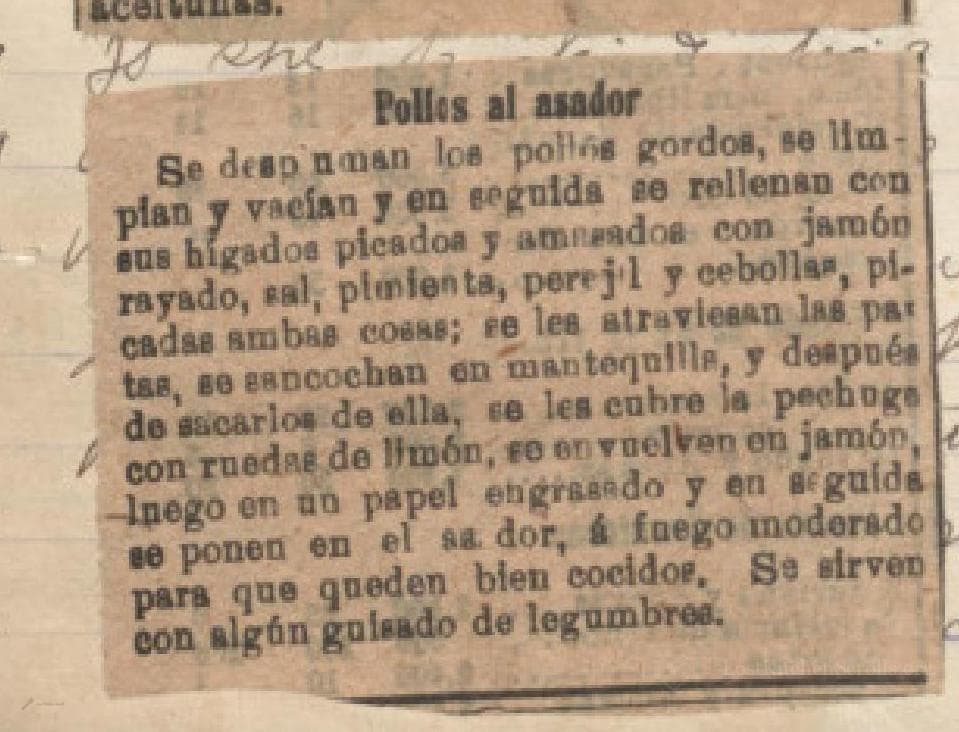 aceitunas.
Is she
Pollos al asador
Se despluman los pollos gordos, se lim-
pian y vacían y en seguida se rellenan con
sus hígados picados y amasados con jamón
rayado, sal, pimienta, perejil y cebollas, pi-
cadas ambas cosas; se les atraviesan las pa
tas, se sancochan en mantequilla, y después
de sacarlos de ella, se les cubre la pechuga
con ruedas de limón, se envuelven en jamón,
luego en un papel engrasado y en seguida
se ponen en el asa dor, á fuego moderado
para que queden bien cocidos. Se sirven
con algún guisado de legumbres.